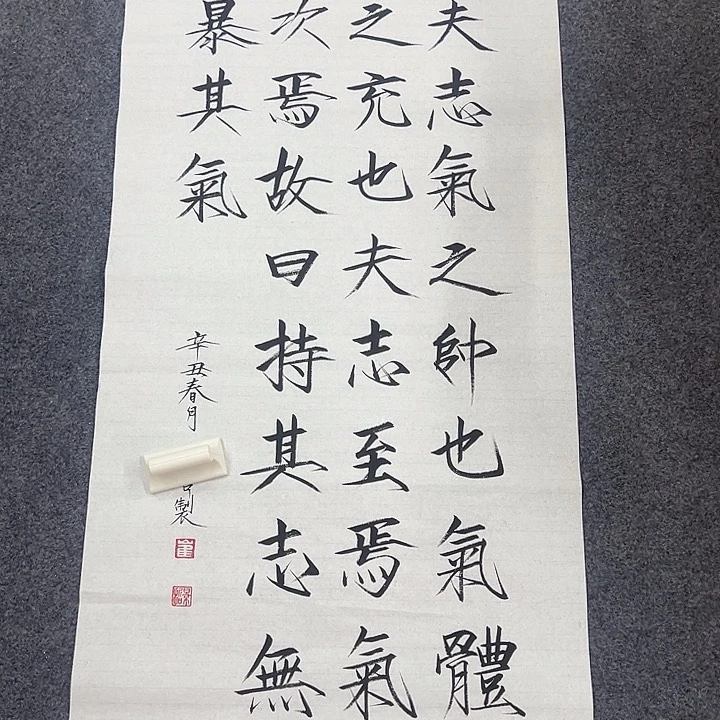 夫志氣之帥也氣體
之充也夫志至焉氣
次焉故曰持其志無
暴其氣
辛丑春月
製